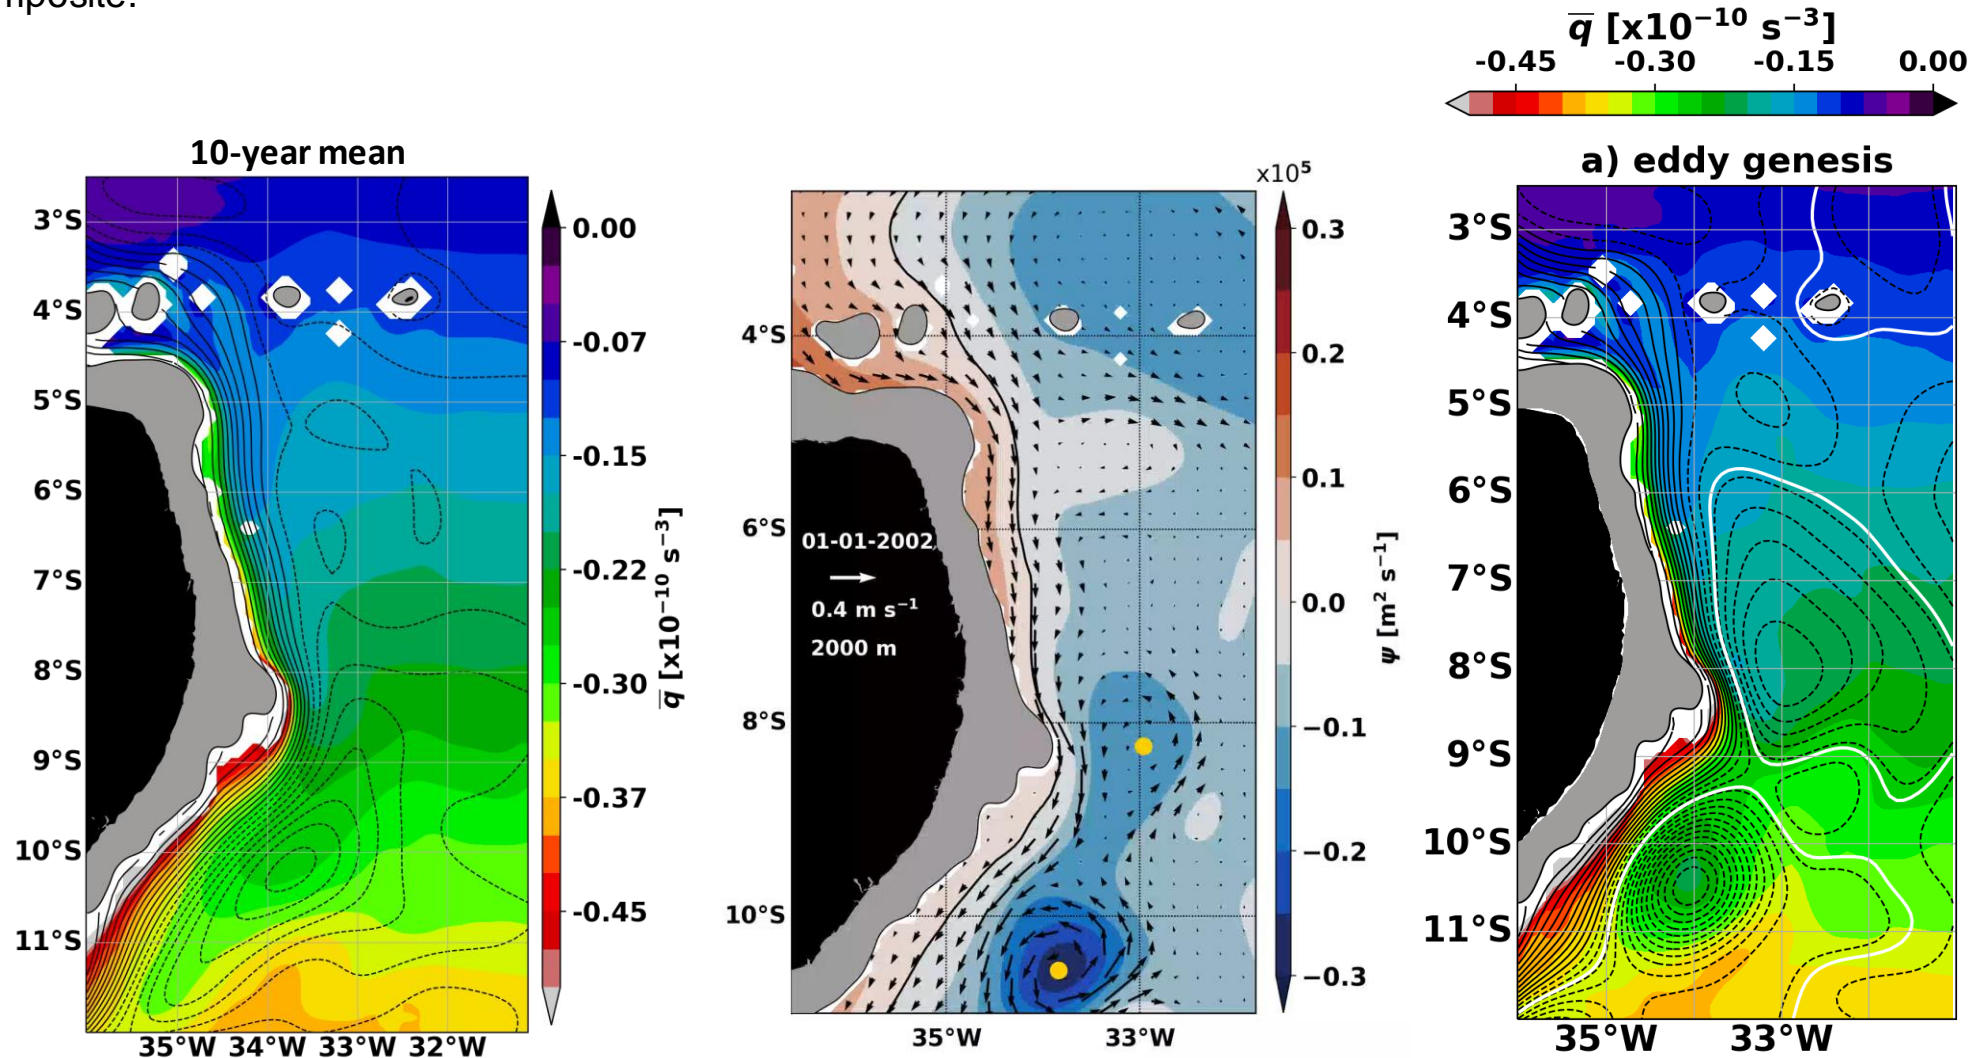 10-year mean
3°S
4°S
5°S
6°S
7°S
8°S
9°S
10°S
11°S
35°W 34°W 33°W 32°W
0.00
-0.07
-0.15
-0.22
-0.30
-0.37
-0.45
q̅ [x10⁻¹⁰ s⁻³]
x10⁵
4°S
6°S
8°S
10°S
35°W 33°W
01-01-2002
0.4 m s⁻¹
2000 m
0.3
0.2
0.1
0.0
−0.1
−0.2
−0.3
ψ [m² s⁻¹]
q̅ [x10⁻¹⁰ s⁻³]
-0.45 -0.30 -0.15 0.00
a) eddy genesis
3°S
4°S
5°S
6°S
7°S
8°S
9°S
10°S
11°S
35°W 33°W